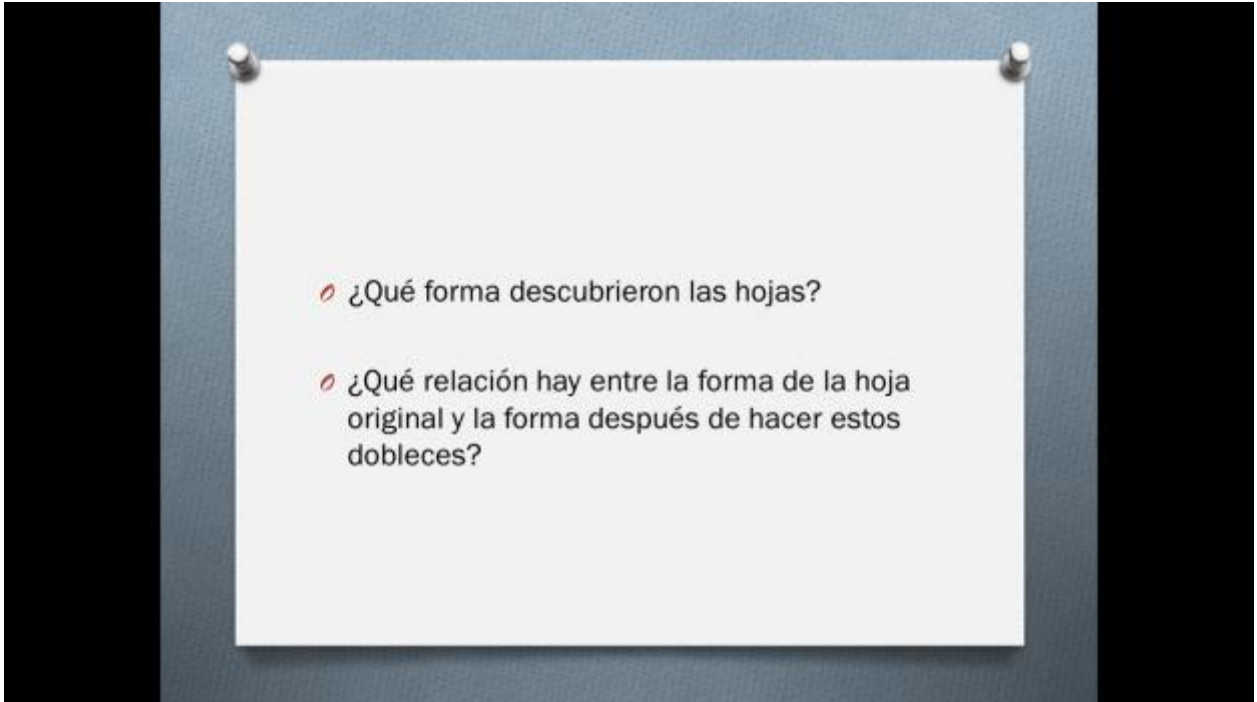 ¿Qué forma descubrieron las hojas?
¿Qué relación hay entre la forma de la hoja
original y la forma después de hacer estos
dobleces?